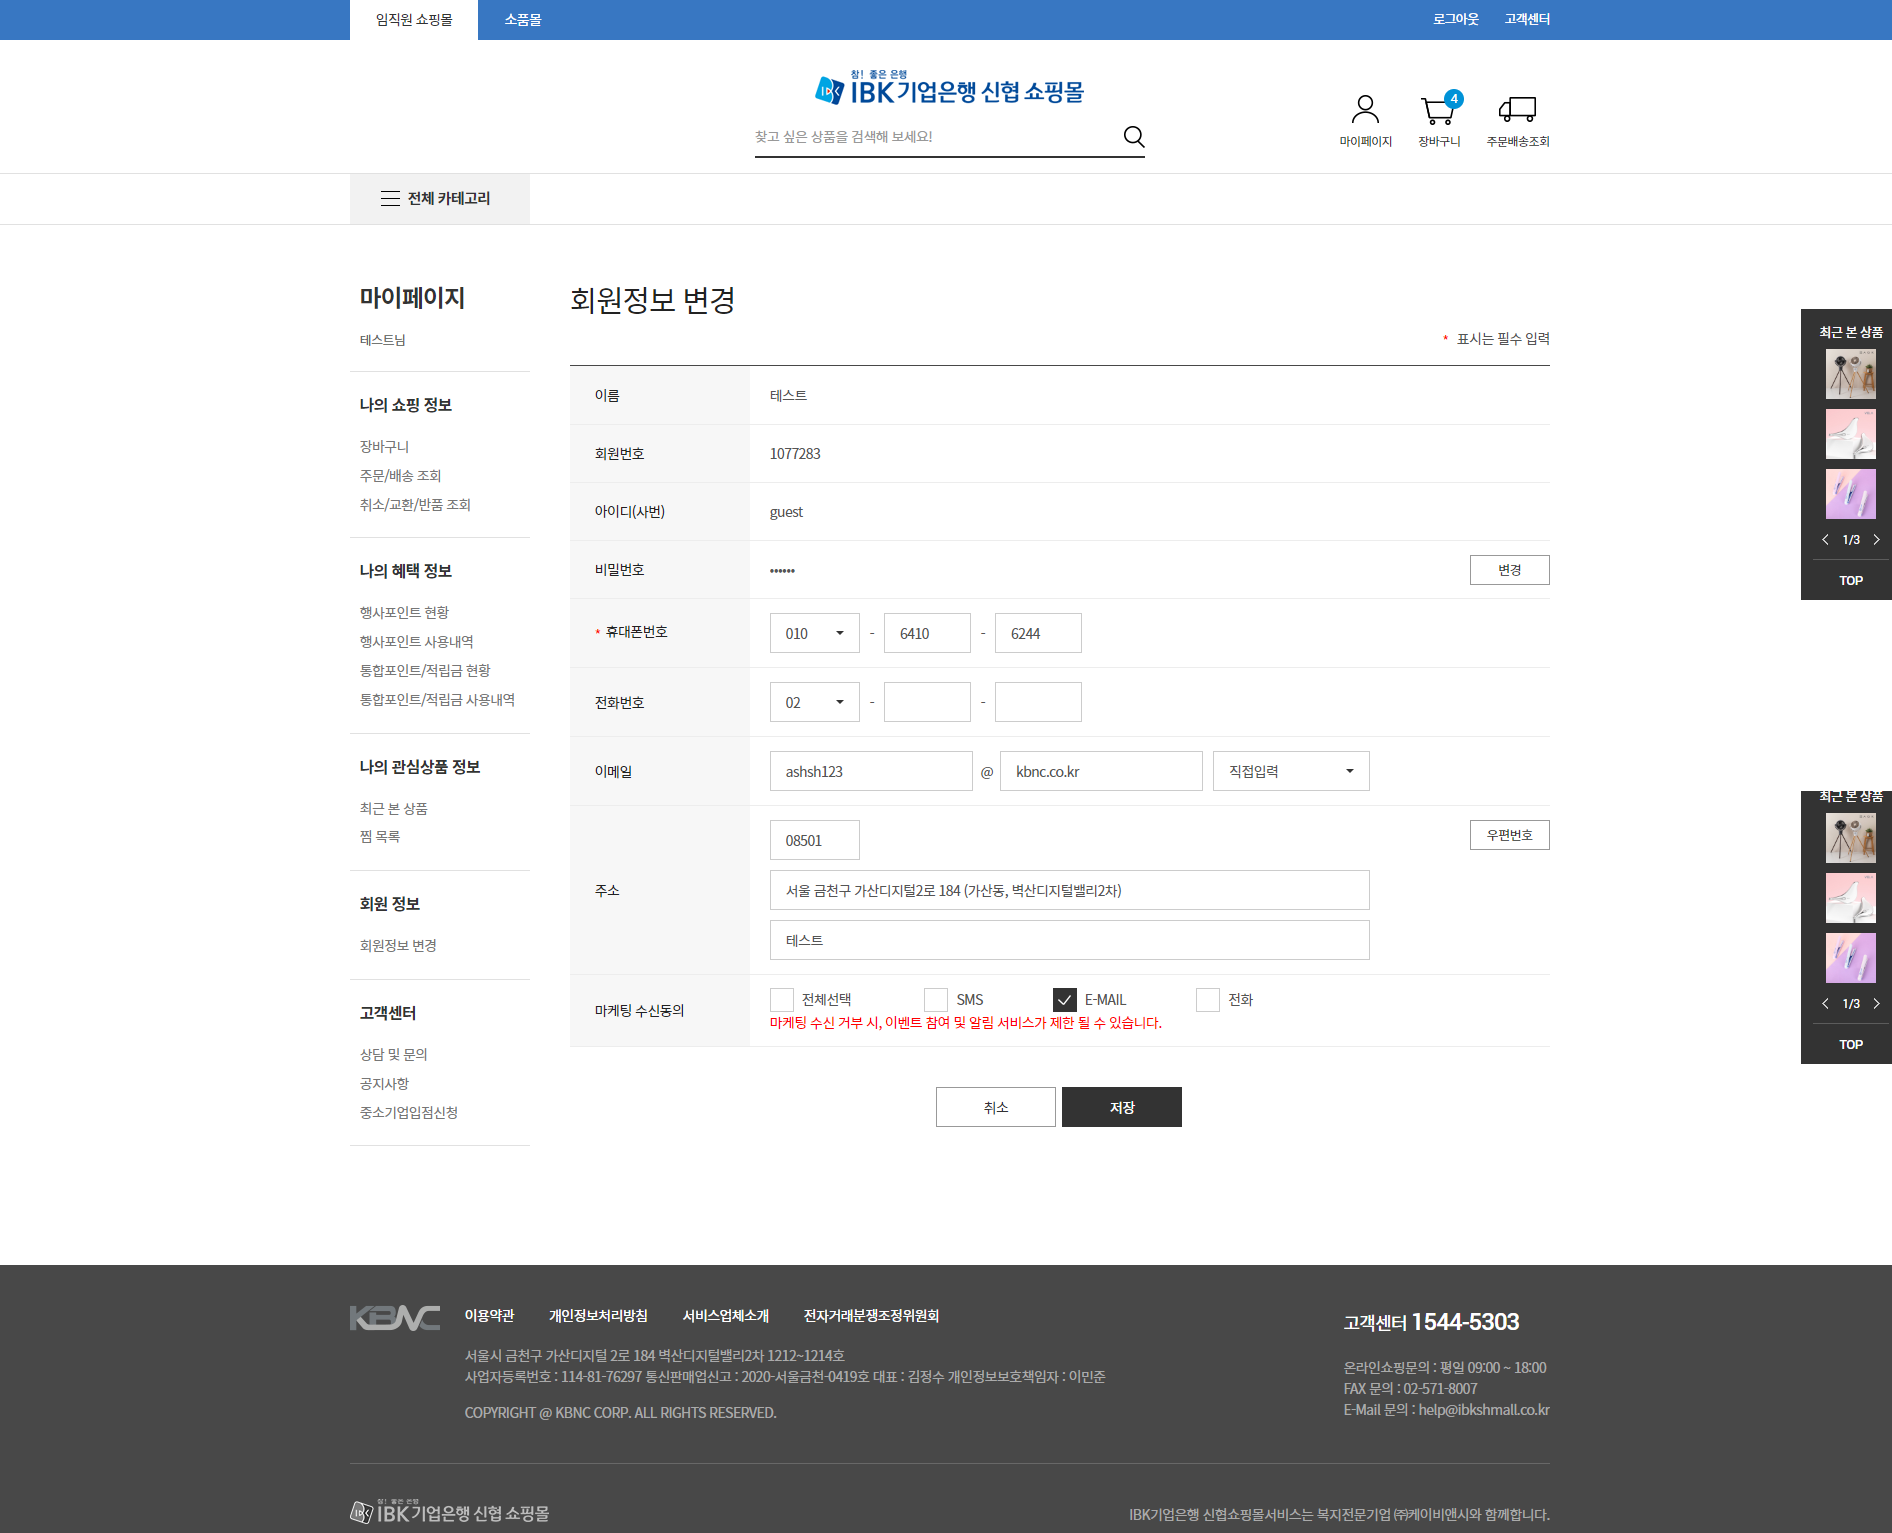 임직원 쇼핑몰 소품몰 로그아웃 고객센터
참! 좋은 은행
IBK기업은행 신협 쇼핑몰
찾고 싶은 상품을 검색해 보세요!
4
마이페이지 장바구니 주문배송조회
전체 카테고리
마이페이지
테스트님
나의 쇼핑 정보
장바구니
주문/배송 조회
취소/교환/반품 조회
나의 혜택 정보
행사포인트 현황
행사포인트 사용내역
통합포인트/적립금 현황
통합포인트/적립금 사용내역
나의 관심상품 정보
최근 본 상품
찜 목록
회원 정보
회원정보 변경
고객센터
상담 및 문의
공지사항
중소기업입점신청
회원정보 변경
* 표시는 필수 입력
이름 테스트
회원번호 1077283
아이디(사번) guest
비밀번호 •••••• 변경
* 휴대폰번호 010 - 6410 - 6244
전화번호 02 - -
이메일 ashsh123 @ kbnc.co.kr 직접입력
주소 08501 우편번호
서울 금천구 가산디지털2로 184 (가산동, 벽산디지털밸리2차)
테스트
마케팅 수신동의 전체선택 SMS E-MAIL 전화
마케팅 수신 거부 시, 이벤트 참여 및 알림 서비스가 제한 될 수 있습니다.
취소 저장
최근 본 상품
1/3
TOP
최근 본 상품
1/3
TOP
KBNC
이용약관 개인정보처리방침 서비스업체소개 전자거래분쟁조정위원회
서울시 금천구 가산디지털 2로 184 벽산디지털밸리2차 1212~1214호
사업자등록번호 : 114-81-76297 통신판매업신고 : 2020-서울금천-0419호 대표 : 김정수 개인정보보호책임자 : 이민준
COPYRIGHT @ KBNC CORP. ALL RIGHTS RESERVED.
고객센터 1544-5303
온라인쇼핑문의 : 평일 09:00 ~ 18:00
FAX 문의 : 02-571-8007
E-Mail 문의 : help@ibkshmall.co.kr
참! 좋은 은행
IBK기업은행 신협 쇼핑몰
IBK기업은행 신협쇼핑몰서비스는 복지전문기업 ㈜케이비앤시와 함께합니다.